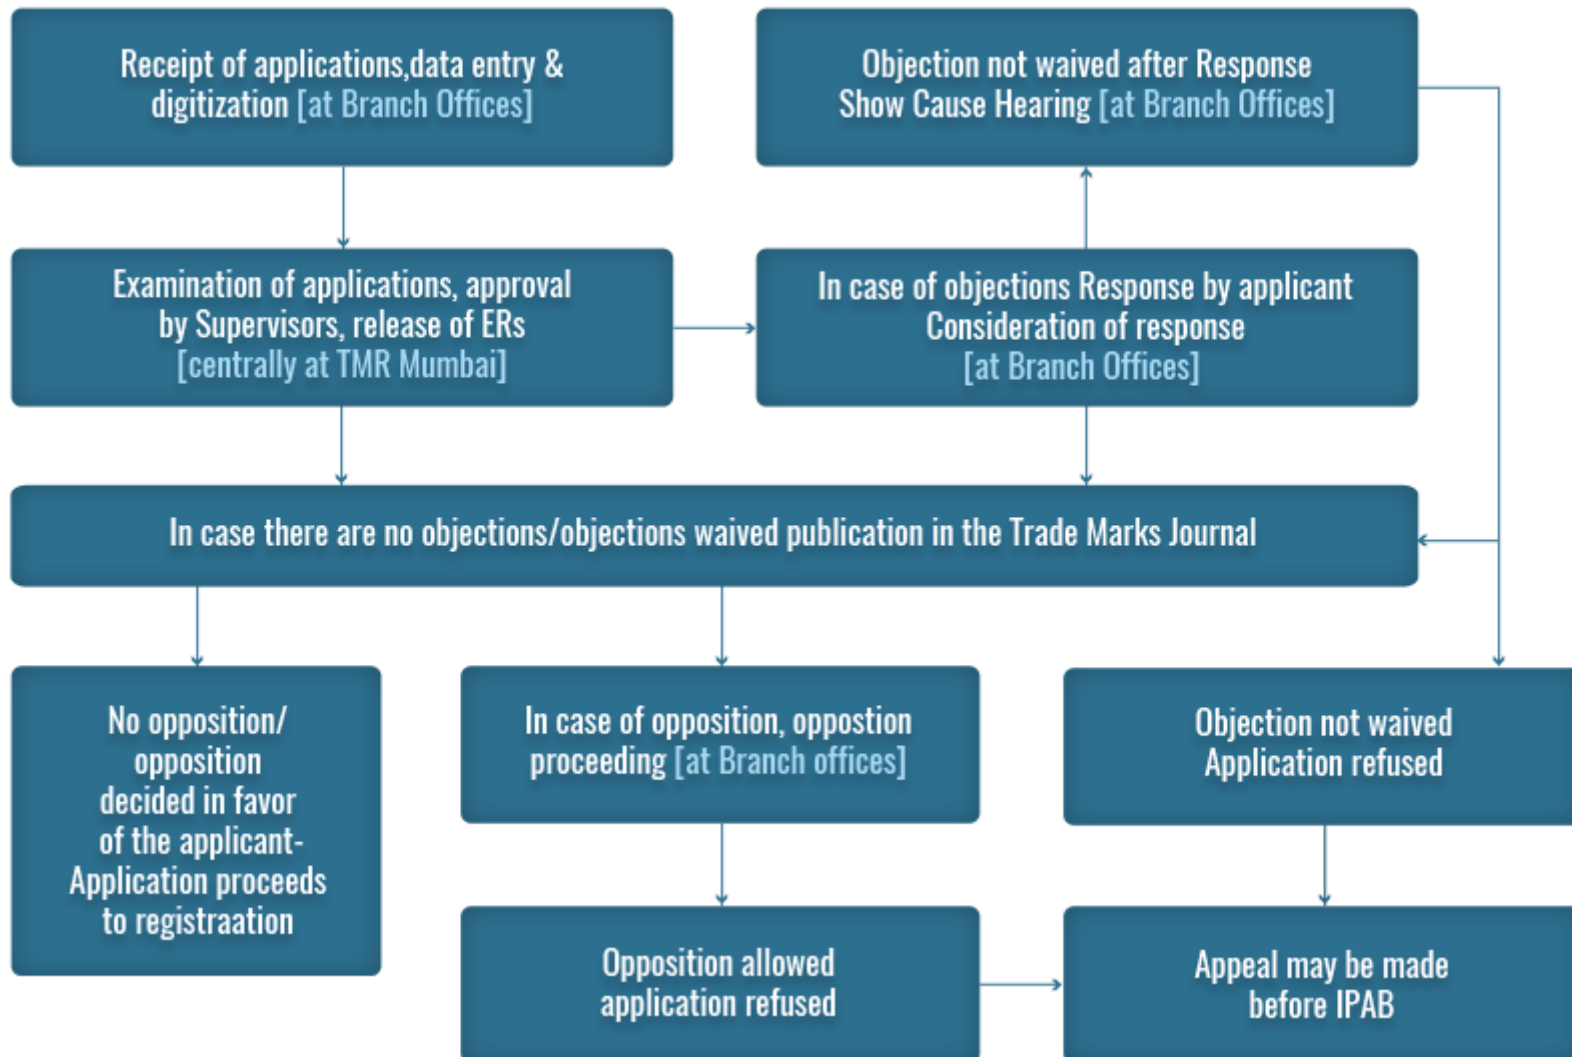 Receipt of applications,data entry &
digitization [at Branch Offices]
Objection not waived after Response
Show Cause Hearing [at Branch Offices]
Examination of applications, approval
by Supervisors, release of ERs
[centrally at TMR Mumbai]
In case of objections Response by applicant
Consideration of response
[at Branch Offices]
In case there are no objections/objections waived publication in the Trade Marks Journal
No opposition/
opposition
decided in favor
of the applicant-
Application proceeds
to registraation
In case of opposition, oppostion
proceeding [at Branch offices]
Objection not waived
Application refused
Opposition allowed
application refused
Appeal may be made
before IPAB